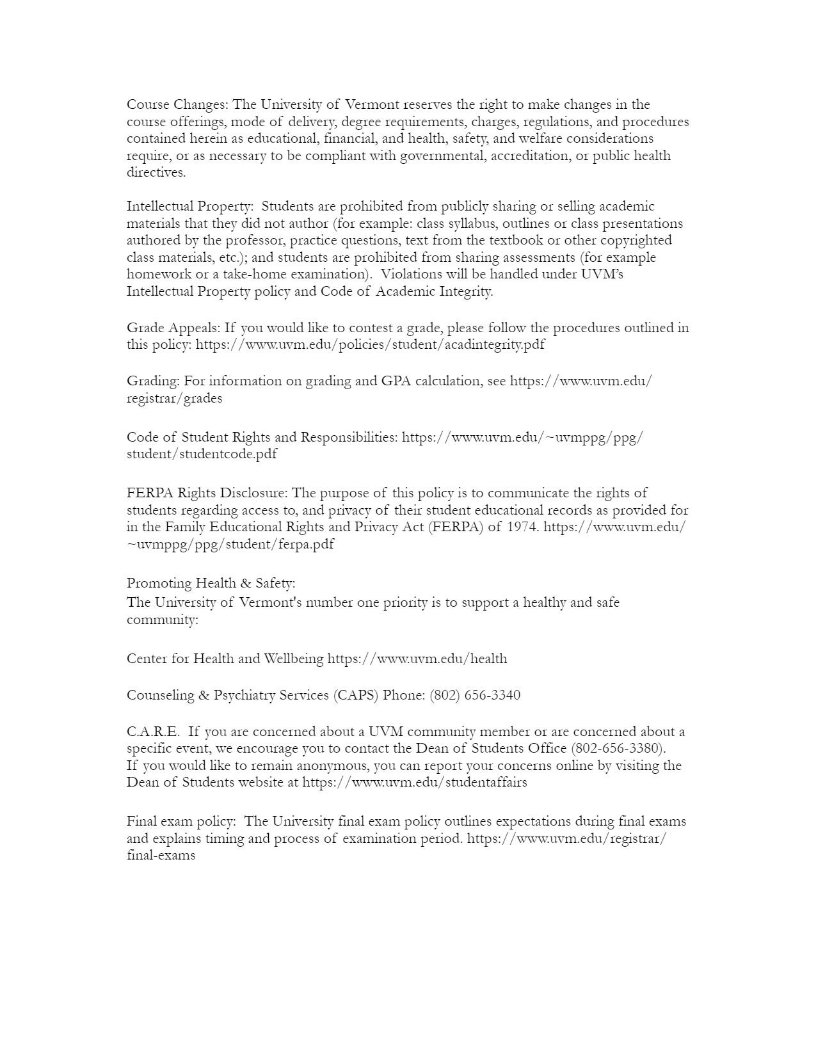 Course Changes: The University of Vermont reserves the right to make changes in the
course offerings, mode of delivery, degree requirements, charges, regulations, and procedures
contained herein as educational, financial, and health, safety, and welfare considerations
require, or as necessary to be compliant with governmental, accreditation, or public health
directives.
Intellectual Property:  Students are prohibited from publicly sharing or selling academic
materials that they did not author (for example: class syllabus, outlines or class presentations
authored by the professor, practice questions, text from the textbook or other copyrighted
class materials, etc.); and students are prohibited from sharing assessments (for example
homework or a take-home examination).  Violations will be handled under UVM’s
Intellectual Property policy and Code of Academic Integrity.
Grade Appeals: If you would like to contest a grade, please follow the procedures outlined in
this policy: https://www.uvm.edu/policies/student/acadintegrity.pdf
Grading: For information on grading and GPA calculation, see https://www.uvm.edu/
registrar/grades
Code of Student Rights and Responsibilities: https://www.uvm.edu/~uvmppg/ppg/
student/studentcode.pdf
FERPA Rights Disclosure: The purpose of this policy is to communicate the rights of
students regarding access to, and privacy of their student educational records as provided for
in the Family Educational Rights and Privacy Act (FERPA) of 1974. https://www.uvm.edu/
~uvmppg/ppg/student/ferpa.pdf
Promoting Health & Safety:
The University of Vermont's number one priority is to support a healthy and safe
community:
Center for Health and Wellbeing https://www.uvm.edu/health
Counseling & Psychiatry Services (CAPS) Phone: (802) 656-3340
C.A.R.E.  If you are concerned about a UVM community member or are concerned about a
specific event, we encourage you to contact the Dean of Students Office (802-656-3380).
If you would like to remain anonymous, you can report your concerns online by visiting the
Dean of Students website at https://www.uvm.edu/studentaffairs
Final exam policy:  The University final exam policy outlines expectations during final exams
and explains timing and process of examination period. https://www.uvm.edu/registrar/
final-exams